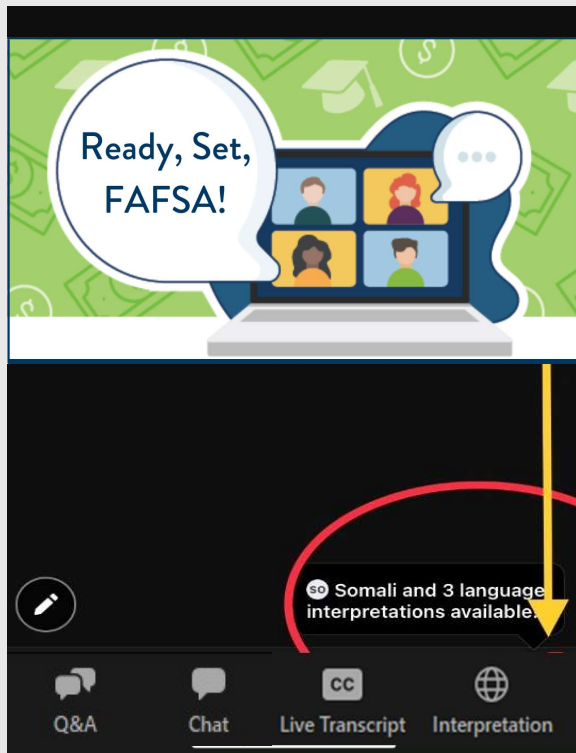 Ready, Set,
FAFSA!
so Somali and 3 language
interpretations available.
CC
Q&A
Chat
Live Transcript
Interpretation